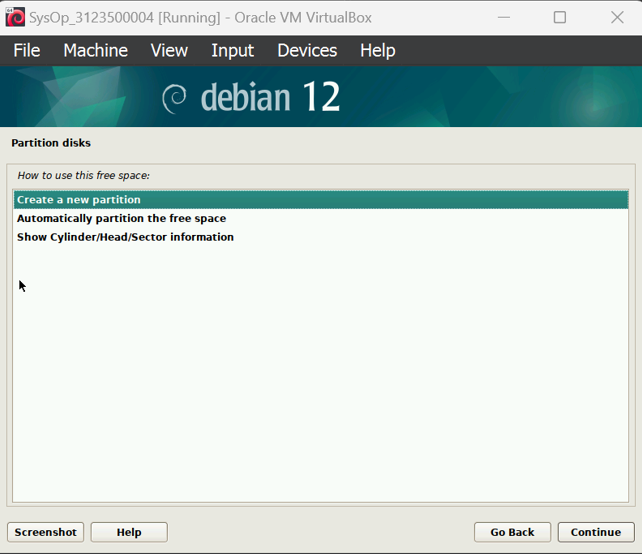 SysOp_3123500004 [Running] - Oracle VM VirtualBox
File Machine View Input Devices Help
debian 12
Partition disks
How to use this free space:
Create a new partition
Automatically partition the free space
Show Cylinder/Head/Sector information
Screenshot Help Go Back Continue